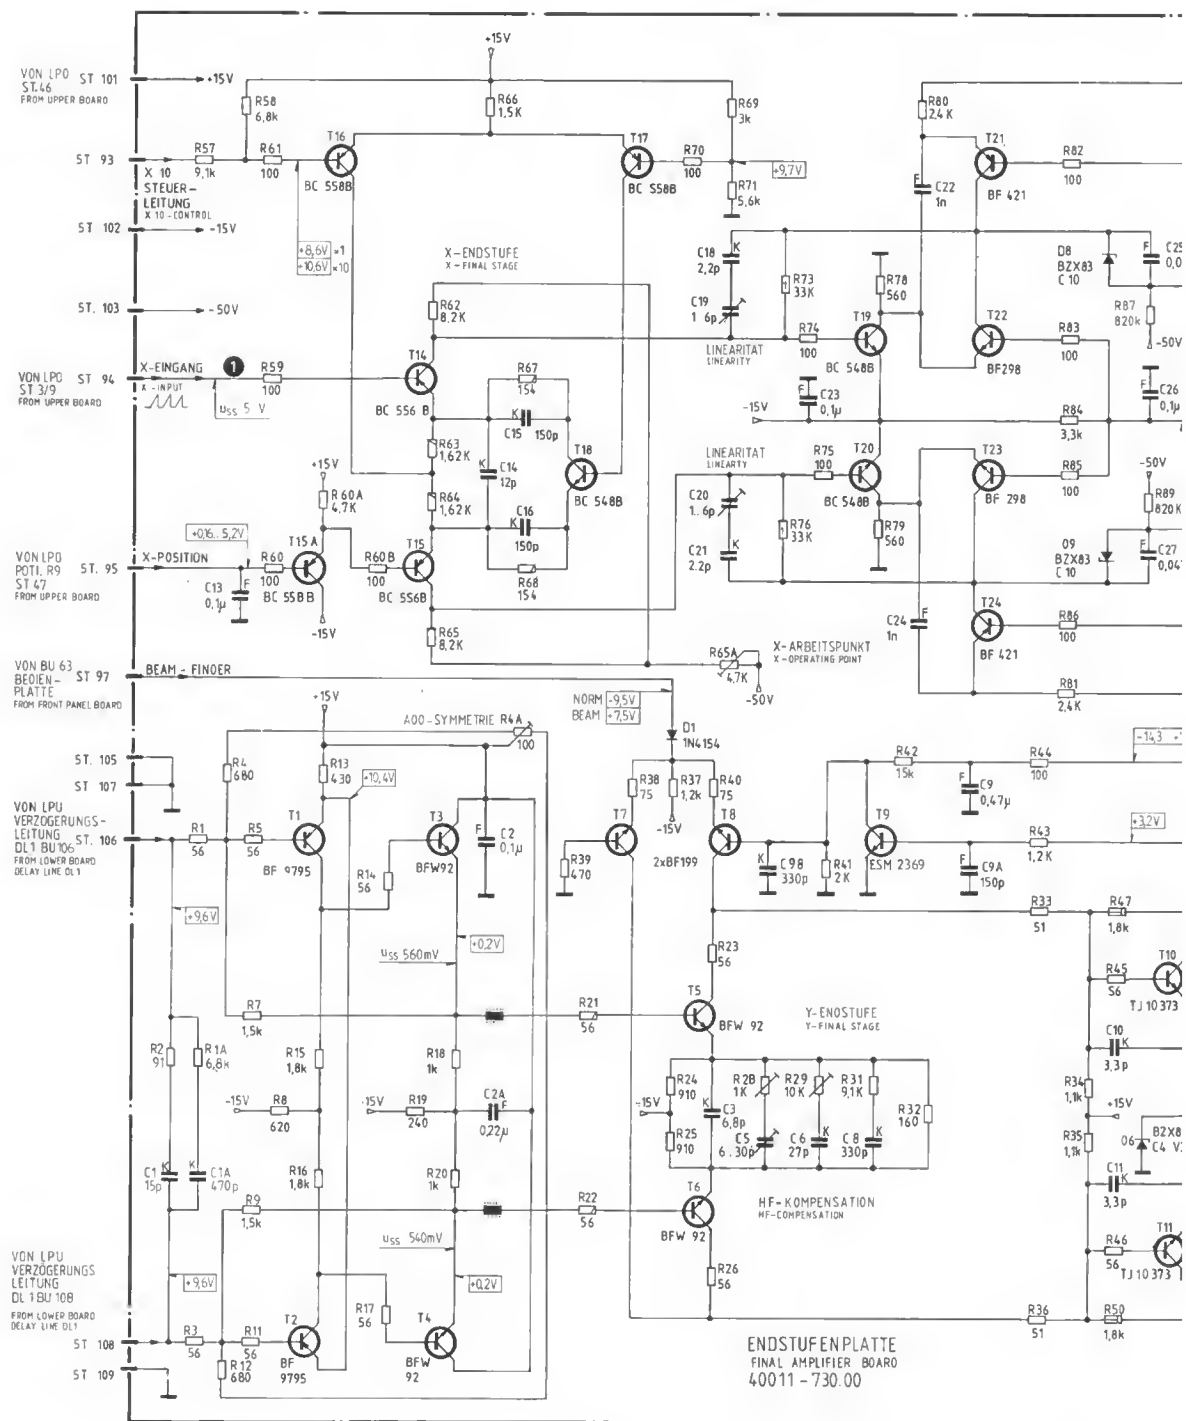 +15V
VON LPO ST 101
ST.46
FROM UPPER BOARD
+15V
R58
6,8k
R66
1,5K
R69
3k
R80
2,4K
T16
T17
T21
ST 93
R57
9,1k
R61
100
BC 558B
R70
100
BC 558B
+9,7V
R82
100
X 10
STEUER-
LEITUNG
X 10 - CONTROL
R71
5,6k
F
C22
1n
BF 421
ST 102
-15V
+8,6V ×1
+10,6V ×10
X-ENDSTUFE
X-FINAL STAGE
C18
2,2p
K
R73
33K
R78
560
D8
BZX83
C 10
F
C25
ST. 103
-50V
R62
8,2K
C19
1 6p
T19
T22
R87
820k
R74
100
BC 548B
BF298
R83
100
-50V
LINEARITAT
LINEARITY
VON LPO ST 94
ST 3/9
FROM UPPER BOARD
X-EINGANG
X-INPUT
1
R59
100
uss 5 V
T14
BC 556 B
R67
154
K
C15 150p
F
C23
0,1µ
F
C26
0,1µ
-15V
R84
3,3k
R63
1,62K
K
C14
12p
T18
BC 548B
LINEARITAT
LINEARTY
R75
100
T20
BC 548B
T23
BF 298
R85
100
-50V
R89
820K
+15V
R60A
4,7K
R64
1,62K
C16
K
150p
C20
1..6p
R76
33K
R79
560
+0,16..5,2V
VON LPO
POTI. R9
ST 47
FROM UPPER BOARD
ST. 95
X-POSITION
R60
100
T15A
BC 558B
R60B
100
T15
BC 556B
R68
154
C21
2.2p
K
D9
BZX83
C 10
F
C27
C13
0,1µ
F
-15V
T24
BF 421
F
C24
1n
R86
100
R65
8,2K
R65A
4,7K
-50V
X-ARBEITSPUNKT
X-OPERATING POINT
R81
2,4K
VON BU 63
BEDIEN-
PLATTE
FROM FRONT PANEL BOARD
ST 97
BEAM-FINDER
+15V
NORM -9,5V
BEAM +7,5V
A00-SYMMETRIE R4A
100
D1
1N4154
-14,3
ST. 105
ST 107
R4
680
R13
430
+10,4V
R38
75
R37
1,2k
R40
75
-15V
R42
15k
R44
100
F
C9
0,47µ
VON LPU
VERZOGERUNGS-
LEITUNG
DL1 BU106
FROM LOWER BOARD
DELAY LINE DL1
ST. 106
R1
56
R5
56
T1
BF 9795
T3
BFW92
F
C2
0,1µ
T7
T8
2xBF199
T9
ESM 2369
R43
1,2K
+3,2V
R39
470
K
C9B
330p
R41
2K
F
C9A
150p
R14
56
+9,6V
+0,2V
uss 560mV
R33
51
R47
1,8k
R23
56
R45
56
T10
TJ 10373
R7
1,5k
R21
56
T5
BFW 92
Y-ENDSTUFE
Y-FINAL STAGE
C10
K
3,3p
R2
91
R1A
6,8k
R15
1,8k
R18
1k
R24
910
R28
1K
R29
10K
R31
9,1K
R34
1,1k
-15V
R8
620
-15V
R19
240
C2A
F
0,22µ
-15V
K
C3
6,8p
R32
160
+15V
R25
910
C5
6..30p
C6
27p
K
C8
330p
K
R35
1,1k
BZX8
C1
15p
K
C1A
470p
K
R16
1,8k
R20
1k
C11
K
3,3p
R9
1,5k
R22
56
T6
BFW 92
HF-KOMPENSATION
HF-COMPENSATION
uss 540mV
VON LPU
VERZÖGERUNGS
LEITUNG
DL 1 BU 108
FROM LOWER BOARD
DELAY LINE DL1
+9,6V
+0,2V
R26
56
R46
56
T11
TJ 10373
ST 108
R3
56
R11
56
T2
BF
9795
R17
56
T4
BFW
92
R36
51
R50
1,8k
ST 109
R12
680
ENDSTUFENPLATTE
FINAL AMPLIFIER BOARD
40011-730.00